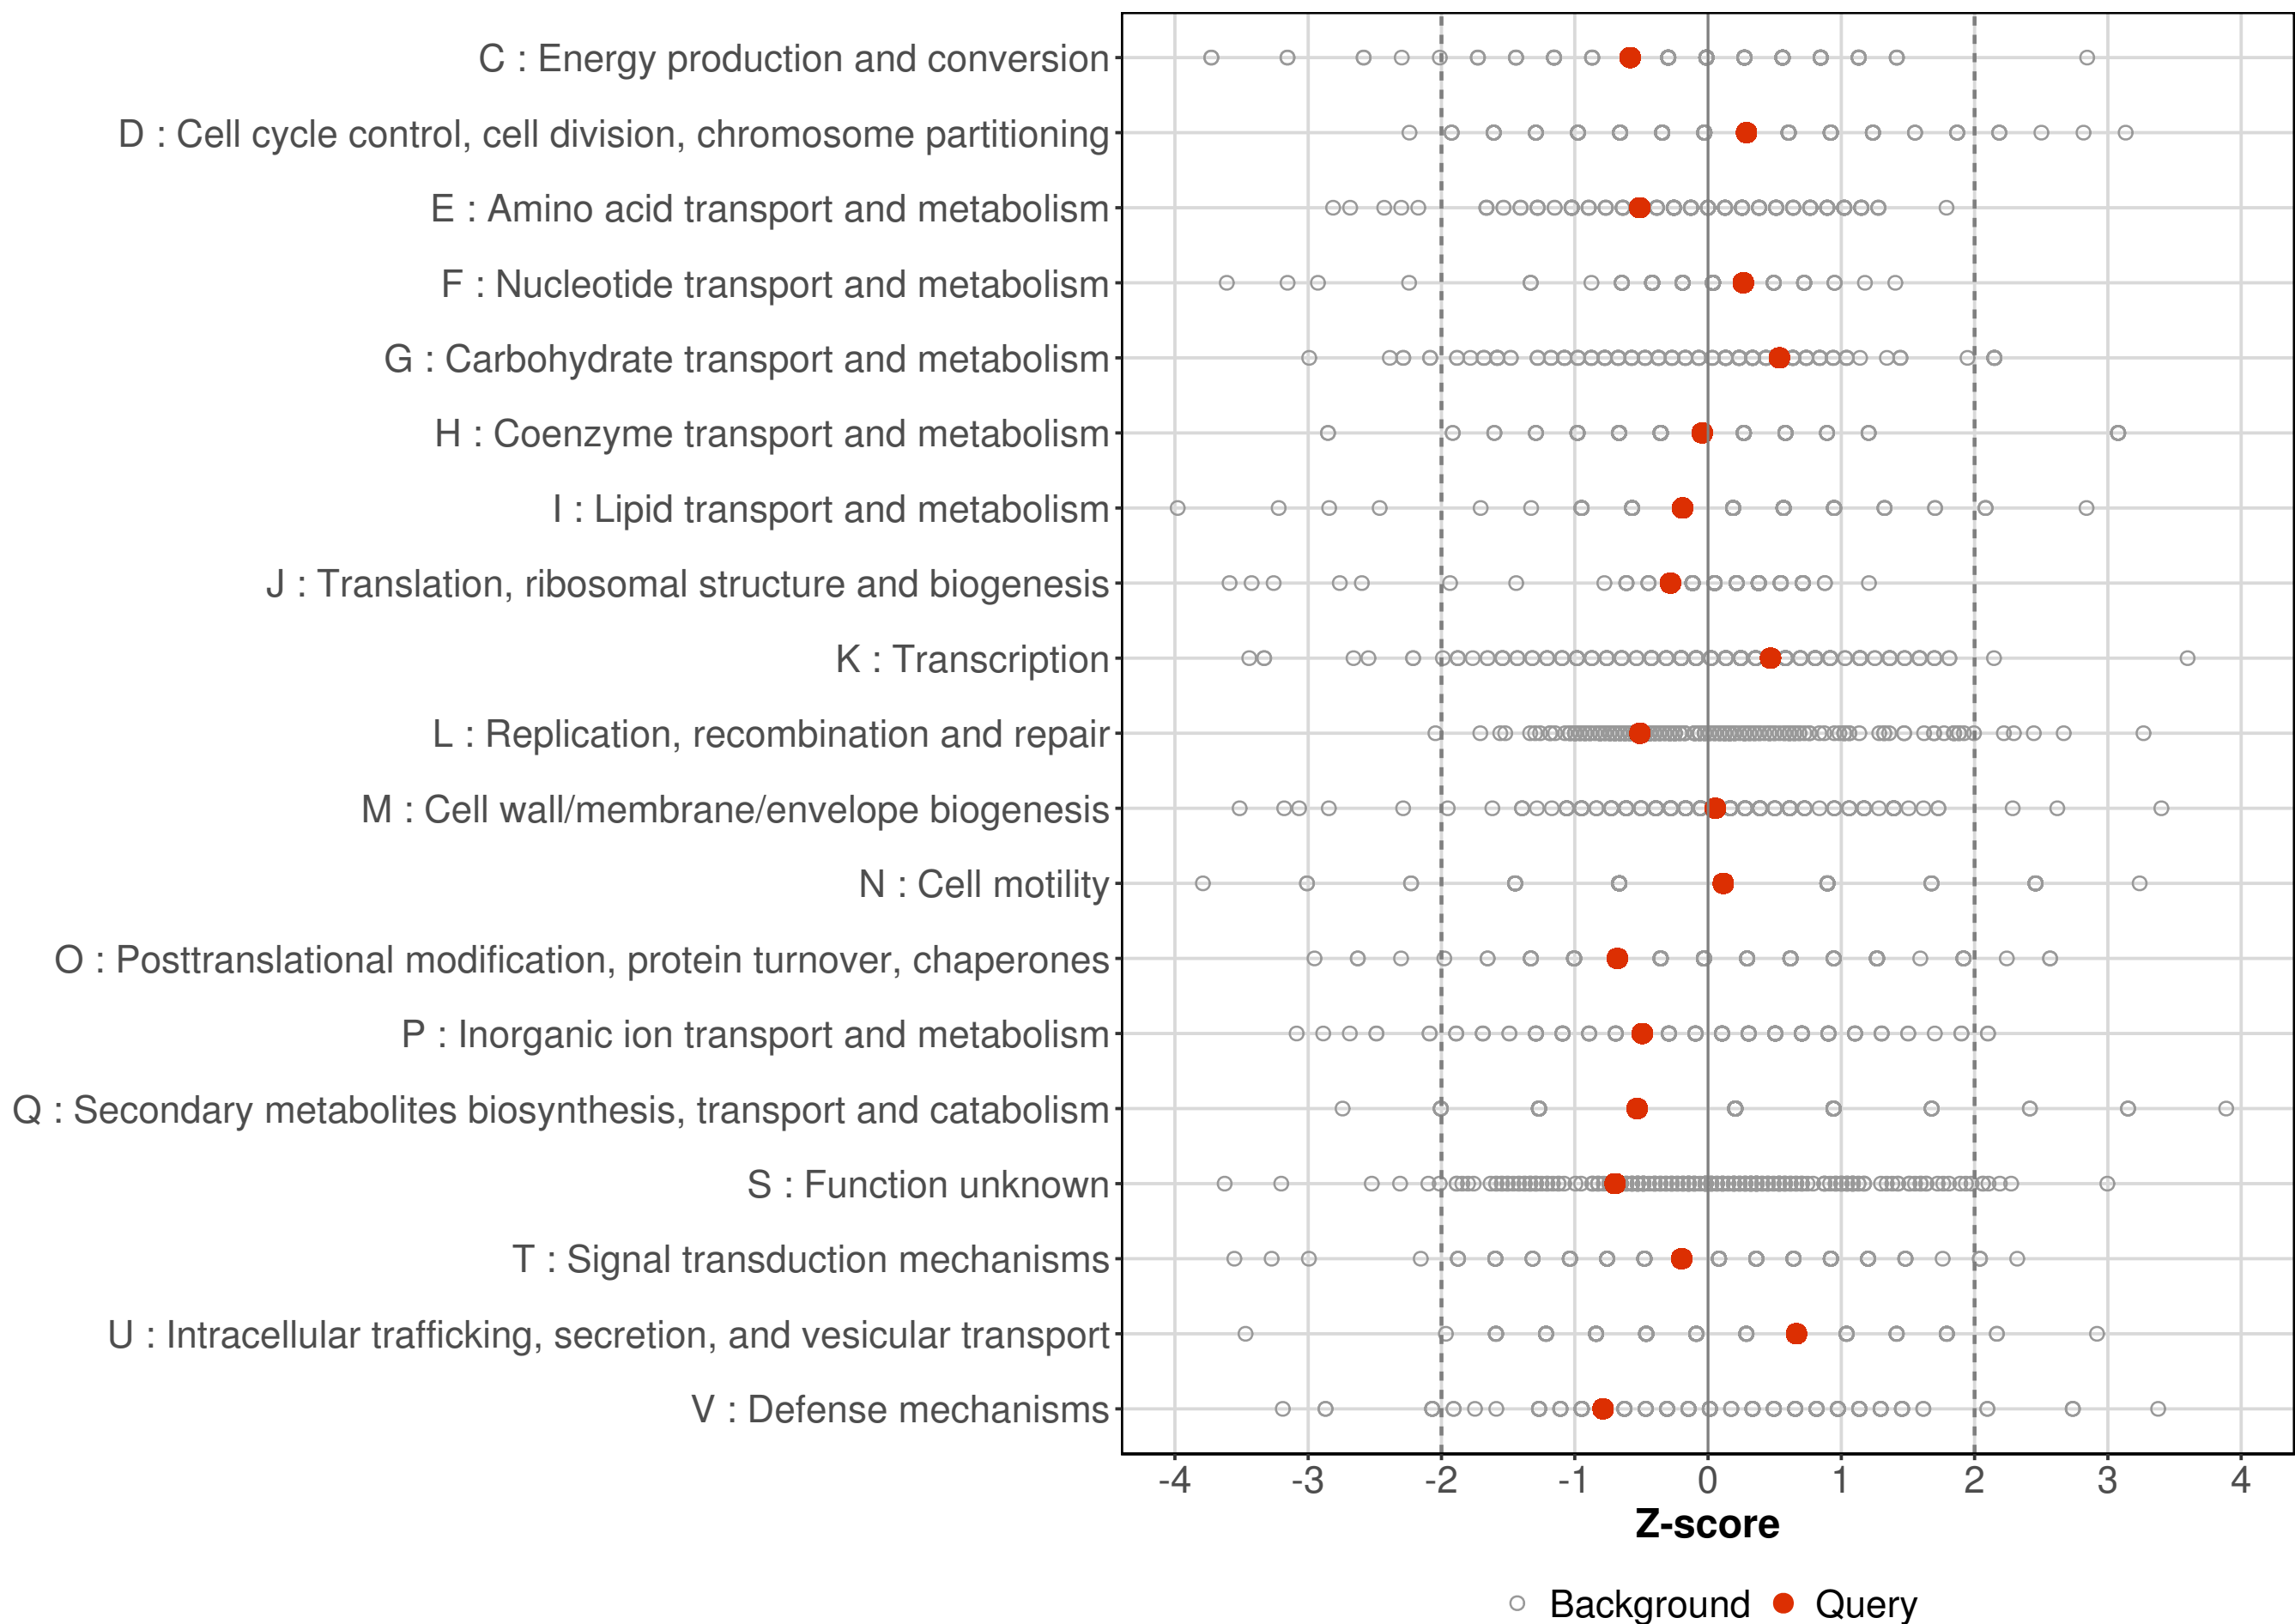 C : Energy production and conversion
D : Cell cycle control, cell division, chromosome partitioning
E : Amino acid transport and metabolism
F : Nucleotide transport and metabolism
G : Carbohydrate transport and metabolism
H : Coenzyme transport and metabolism
I : Lipid transport and metabolism
J : Translation, ribosomal structure and biogenesis
K : Transcription
L : Replication, recombination and repair
M : Cell wall/membrane/envelope biogenesis
N : Cell motility
O : Posttranslational modification, protein turnover, chaperones
P : Inorganic ion transport and metabolism
Q : Secondary metabolites biosynthesis, transport and catabolism
S : Function unknown
T : Signal transduction mechanisms
U : Intracellular trafficking, secretion, and vesicular transport
V : Defense mechanisms
-4 -3 -2 -1 0 1 2 3 4
Z-score
Background Query